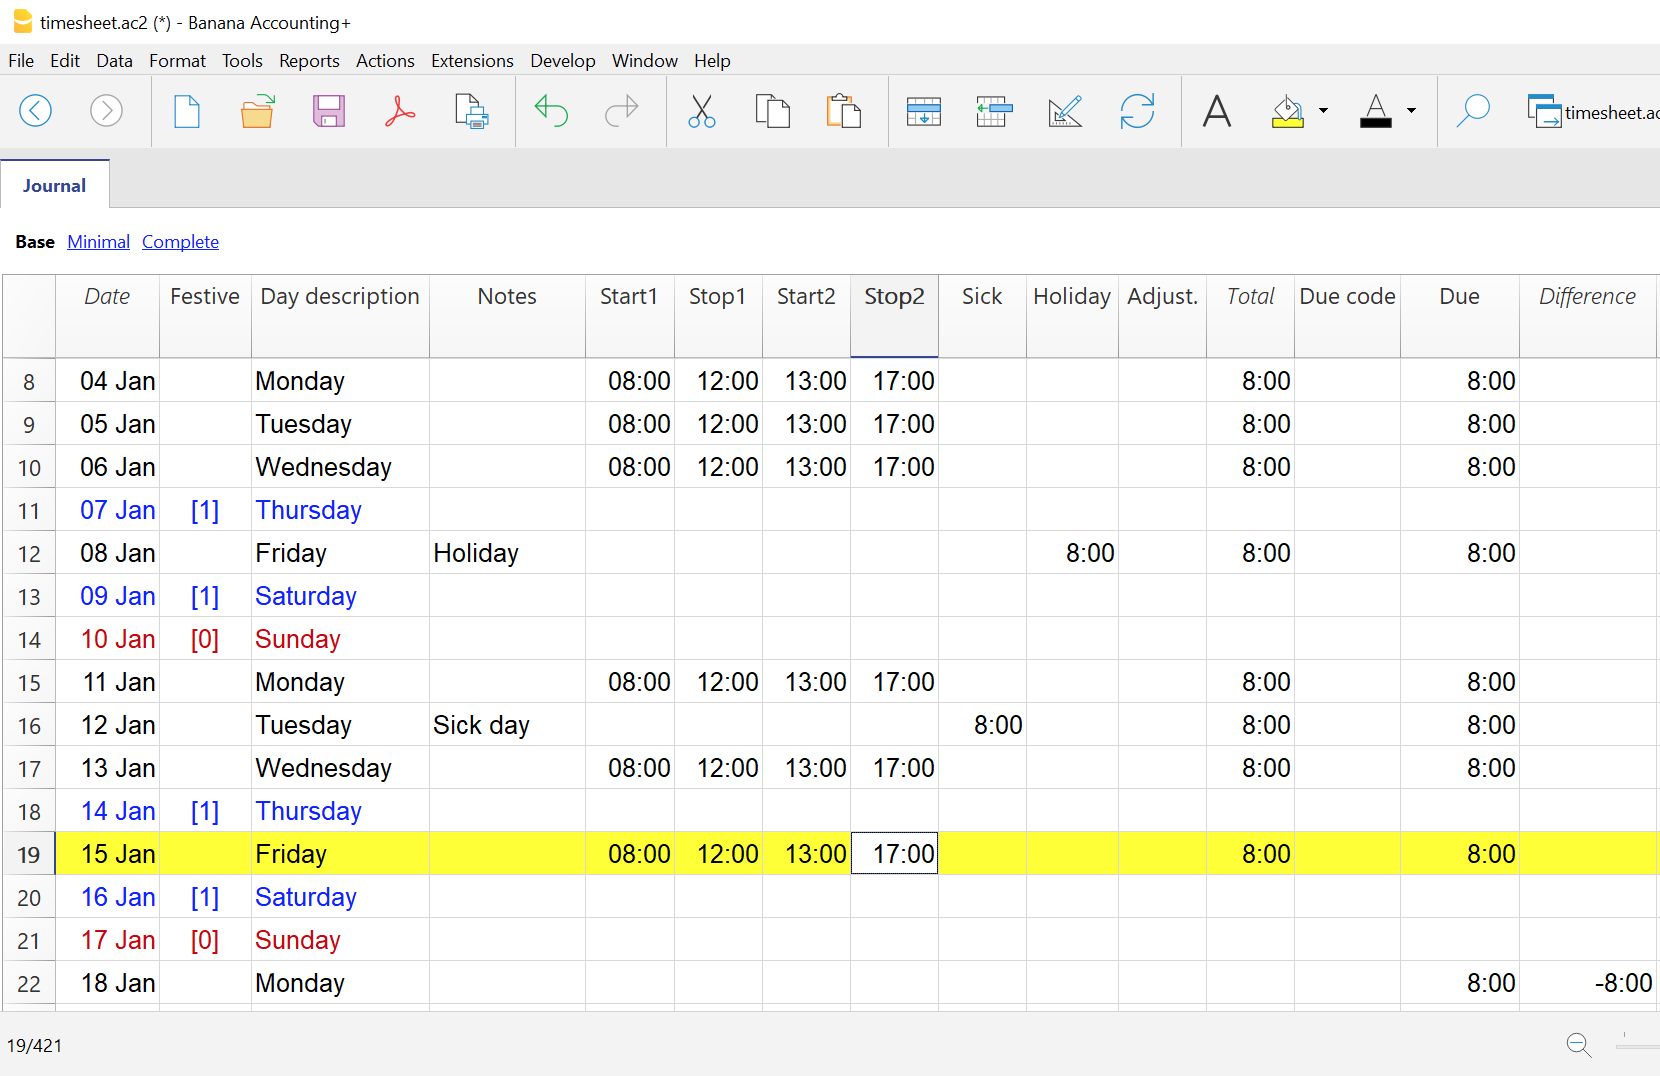 timesheet.ac2 (*) - Banana Accounting+
File Edit Data Format Tools Reports Actions Extensions Develop Window Help
timesheet.ac
Journal
Base Minimal Complete
Date Festive Day description Notes Start1 Stop1 Start2 Stop2 Sick Holiday Adjust. Total Due code Due Difference
8 04 Jan Monday 08:00 12:00 13:00 17:00 8:00 8:00
9 05 Jan Tuesday 08:00 12:00 13:00 17:00 8:00 8:00
10 06 Jan Wednesday 08:00 12:00 13:00 17:00 8:00 8:00
11 07 Jan [1] Thursday
12 08 Jan Friday Holiday 8:00 8:00 8:00
13 09 Jan [1] Saturday
14 10 Jan [0] Sunday
15 11 Jan Monday 08:00 12:00 13:00 17:00 8:00 8:00
16 12 Jan Tuesday Sick day 8:00 8:00 8:00
17 13 Jan Wednesday 08:00 12:00 13:00 17:00 8:00 8:00
18 14 Jan [1] Thursday
19 15 Jan Friday 08:00 12:00 13:00 17:00 8:00 8:00
20 16 Jan [1] Saturday
21 17 Jan [0] Sunday
22 18 Jan Monday 8:00 -8:00
19/421